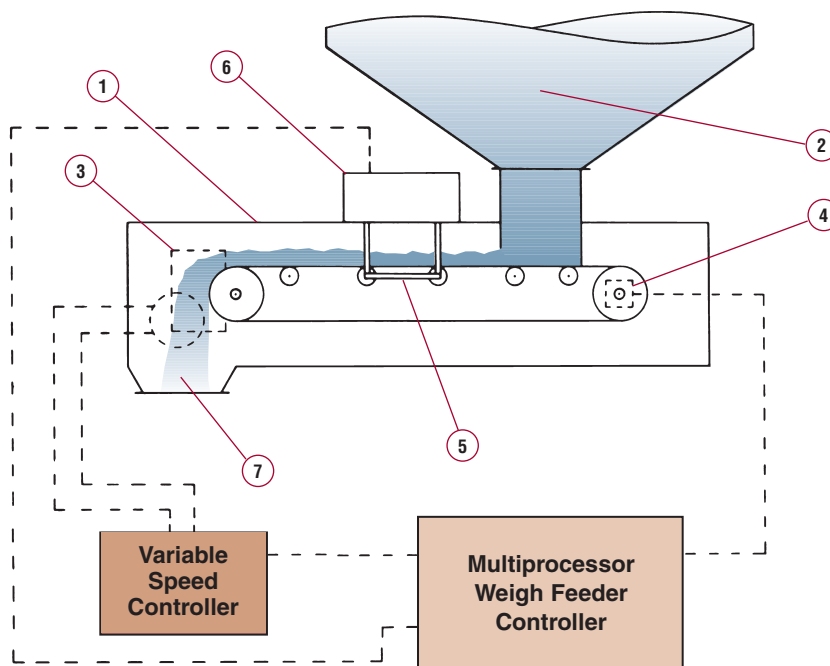 6
1
2
3
4
5
7
Variable
Speed
Controller
Multiprocessor
Weigh Feeder
Controller